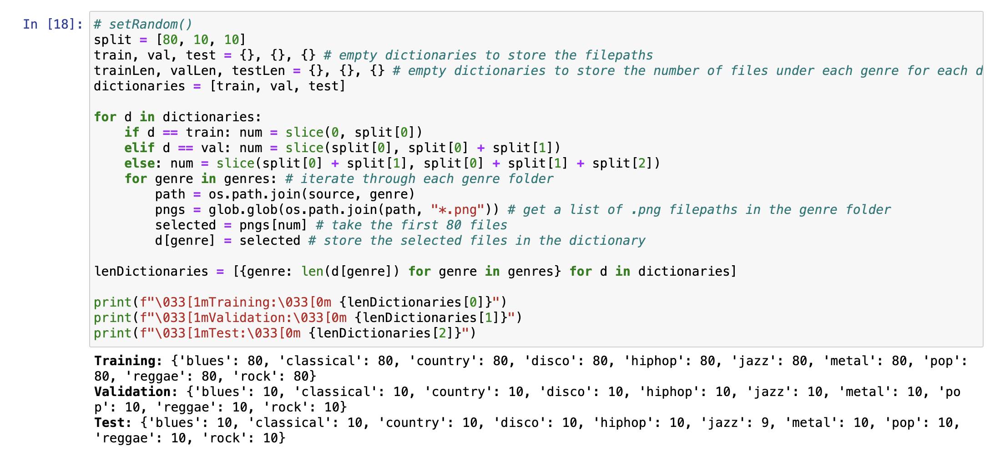 In [18]:
# setRandom()
split = [80, 10, 10]
train, val, test = {}, {}, {} # empty dictionaries to store the filepaths
trainLen, valLen, testLen = {}, {}, {} # empty dictionaries to store the number of files under each genre for each d
dictionaries = [train, val, test]

for d in dictionaries:
    if d == train: num = slice(0, split[0])
    elif d == val: num = slice(split[0], split[0] + split[1])
    else: num = slice(split[0] + split[1], split[0] + split[1] + split[2])
    for genre in genres: # iterate through each genre folder
        path = os.path.join(source, genre)
        pngs = glob.glob(os.path.join(path, "*.png")) # get a list of .png filepaths in the genre folder
        selected = pngs[num] # take the first 80 files
        d[genre] = selected # store the selected files in the dictionary

lenDictionaries = [{genre: len(d[genre]) for genre in genres} for d in dictionaries]

print(f"\033[1mTraining:\033[0m {lenDictionaries[0]}")
print(f"\033[1mValidation:\033[0m {lenDictionaries[1]}")
print(f"\033[1mTest:\033[0m {lenDictionaries[2]}")
Training: {'blues': 80, 'classical': 80, 'country': 80, 'disco': 80, 'hiphop': 80, 'jazz': 80, 'metal': 80, 'pop':
80, 'reggae': 80, 'rock': 80}
Validation: {'blues': 10, 'classical': 10, 'country': 10, 'disco': 10, 'hiphop': 10, 'jazz': 10, 'metal': 10, 'po
p': 10, 'reggae': 10, 'rock': 10}
Test: {'blues': 10, 'classical': 10, 'country': 10, 'disco': 10, 'hiphop': 10, 'jazz': 9, 'metal': 10, 'pop': 10,
'reggae': 10, 'rock': 10}